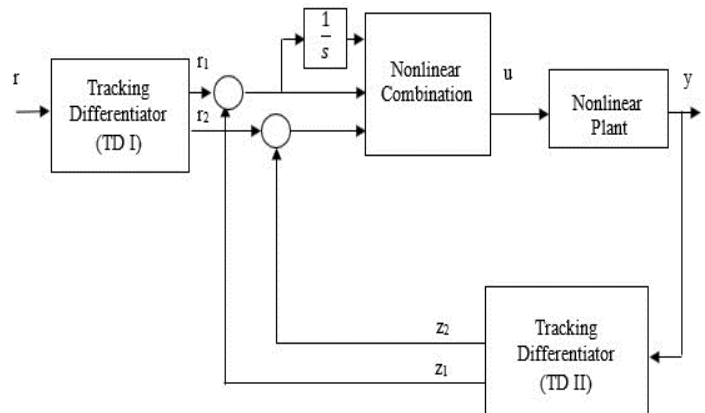 r
Tracking
Differentiator
(TD I)
r₁
r₂
1
s
Nonlinear
Combination
u
Nonlinear
Plant
y
z₂
z₁
Tracking
Differentiator
(TD II)